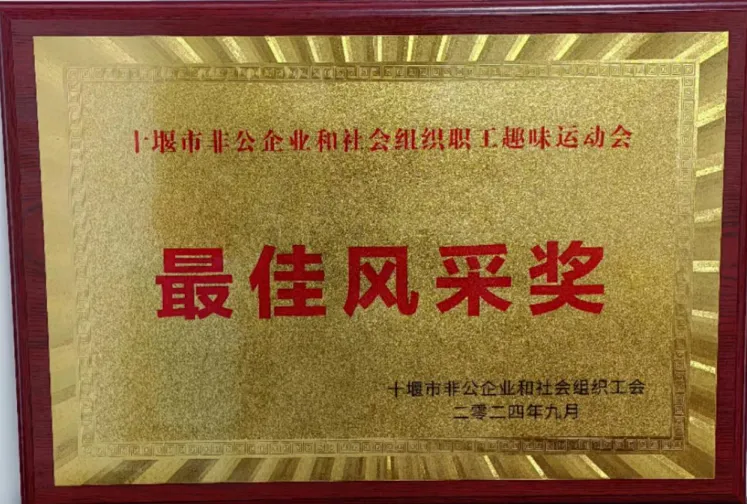 十堰市非公企业和社会组织职工趣味运动会
最佳风采奖
十堰市非公企业和社会组织工会
二零二四年九月